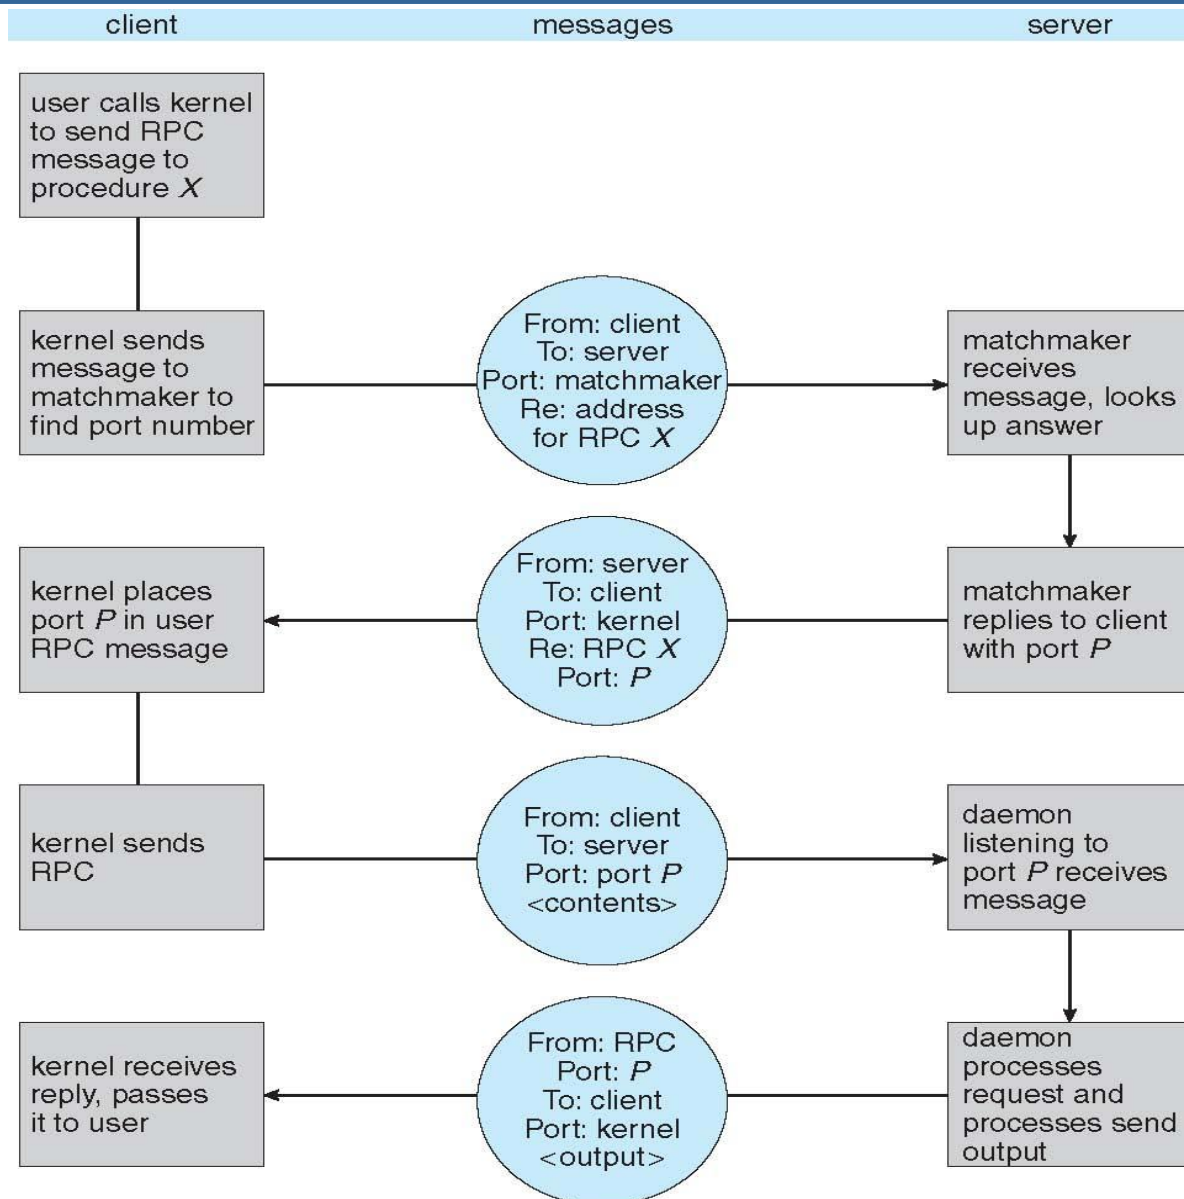 client
messages
server
user calls kernel
to send RPC
message to
procedure X
kernel sends
message to
matchmaker to
find port number
From: client
To: server
Port: matchmaker
Re: address
for RPC X
matchmaker
receives
message, looks
up answer
kernel places
port P in user
RPC message
From: server
To: client
Port: kernel
Re: RPC X
Port: P
matchmaker
replies to client
with port P
kernel sends
RPC
From: client
To: server
Port: port P
<contents>
daemon
listening to
port P receives
message
kernel receives
reply, passes
it to user
From: RPC
Port: P
To: client
Port: kernel
<output>
daemon
processes
request and
processes send
output